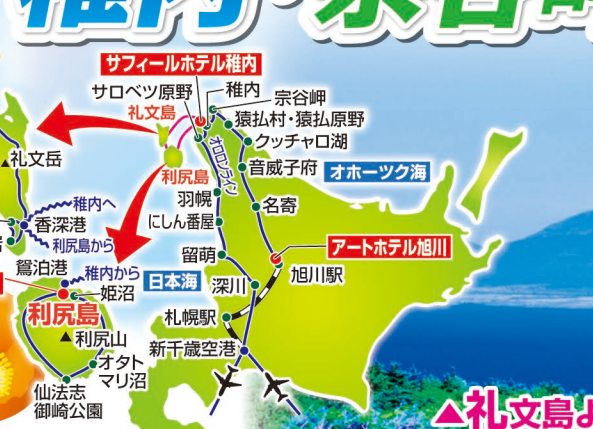 稚内・宗谷岬
サフィールホテル稚内
サロベツ原野
稚内
宗谷岬
礼文島
猿払村・猿払原野
クッチャロ湖
オロロンライン
音威子府
オホーツク海
▲礼文岳
利尻島
羽幌
名寄
稚内へ
香深港
利尻島から
にしん番屋
アートホテル旭川
鴛泊港
稚内から
日本海
留萌
旭川駅
姫沼
深川
利尻島
札幌駅
▲利尻山
新千歳空港
オタト
マリ沼
仙法志
御崎公園
▲礼文島よ